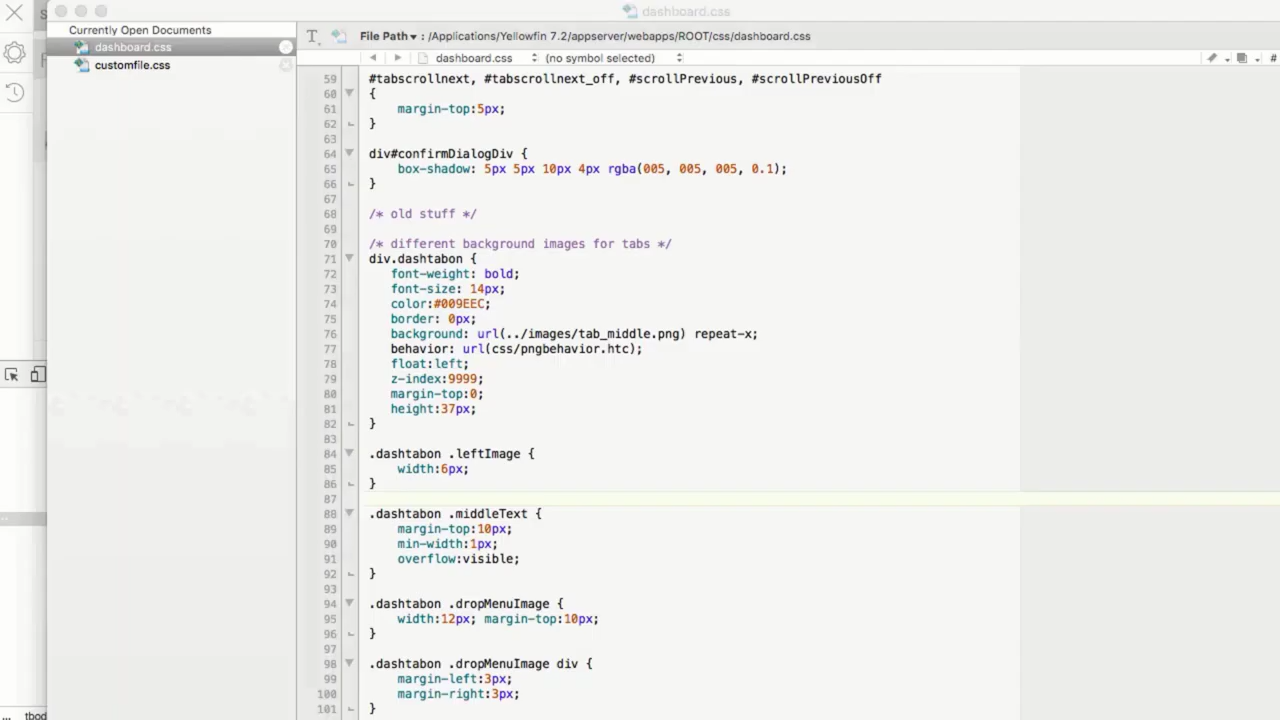 dashboard.css
Currently Open Documents
dashboard.css
customfile.css
File Path ▾ : /Applications/Yellowfin 7.2/appserver/webapps/ROOT/css/dashboard.css
dashboard.css (no symbol selected) #
59 #tabscrollnext, #tabscrollnext_off, #scrollPrevious, #scrollPreviousOff
60 {
61 margin-top:5px;
62 }
63
64 div#confirmDialogDiv {
65 box-shadow: 5px 5px 10px 4px rgba(005, 005, 005, 0.1);
66 }
67
68 /* old stuff */
69
70 /* different background images for tabs */
71 div.dashtabon {
72 font-weight: bold;
73 font-size: 14px;
74 color:#009EEC;
75 border: 0px;
76 background: url(../images/tab_middle.png) repeat-x;
77 behavior: url(css/pngbehavior.htc);
78 float:left;
79 z-index:9999;
80 margin-top:0;
81 height:37px;
82 }
83
84 .dashtabon .leftImage {
85 width:6px;
86 }
87
88 .dashtabon .middleText {
89 margin-top:10px;
90 min-width:1px;
91 overflow:visible;
92 }
93
94 .dashtabon .dropMenuImage {
95 width:12px; margin-top:10px;
96 }
97
98 .dashtabon .dropMenuImage div {
99 margin-left:3px;
100 margin-right:3px;
101 }
... tbod